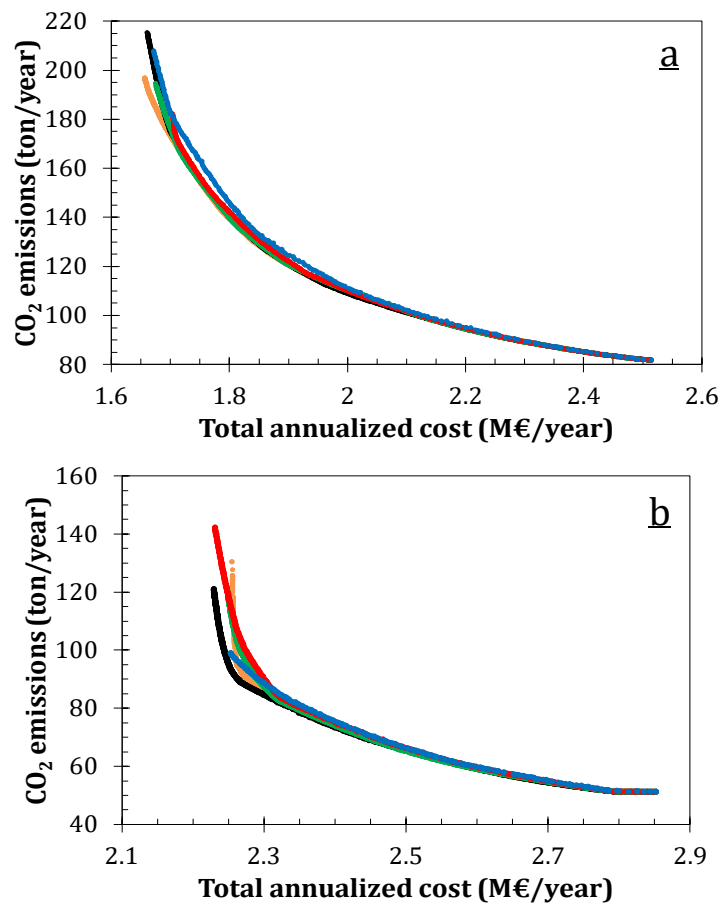 a
CO₂ emissions (ton/year)
220
200
180
160
140
120
100
80
1.6 1.8 2 2.2 2.4 2.6
Total annualized cost (M€/year)
b
CO₂ emissions (ton/year)
160
140
120
100
80
60
40
2.1 2.3 2.5 2.7 2.9
Total annualized cost (M€/year)